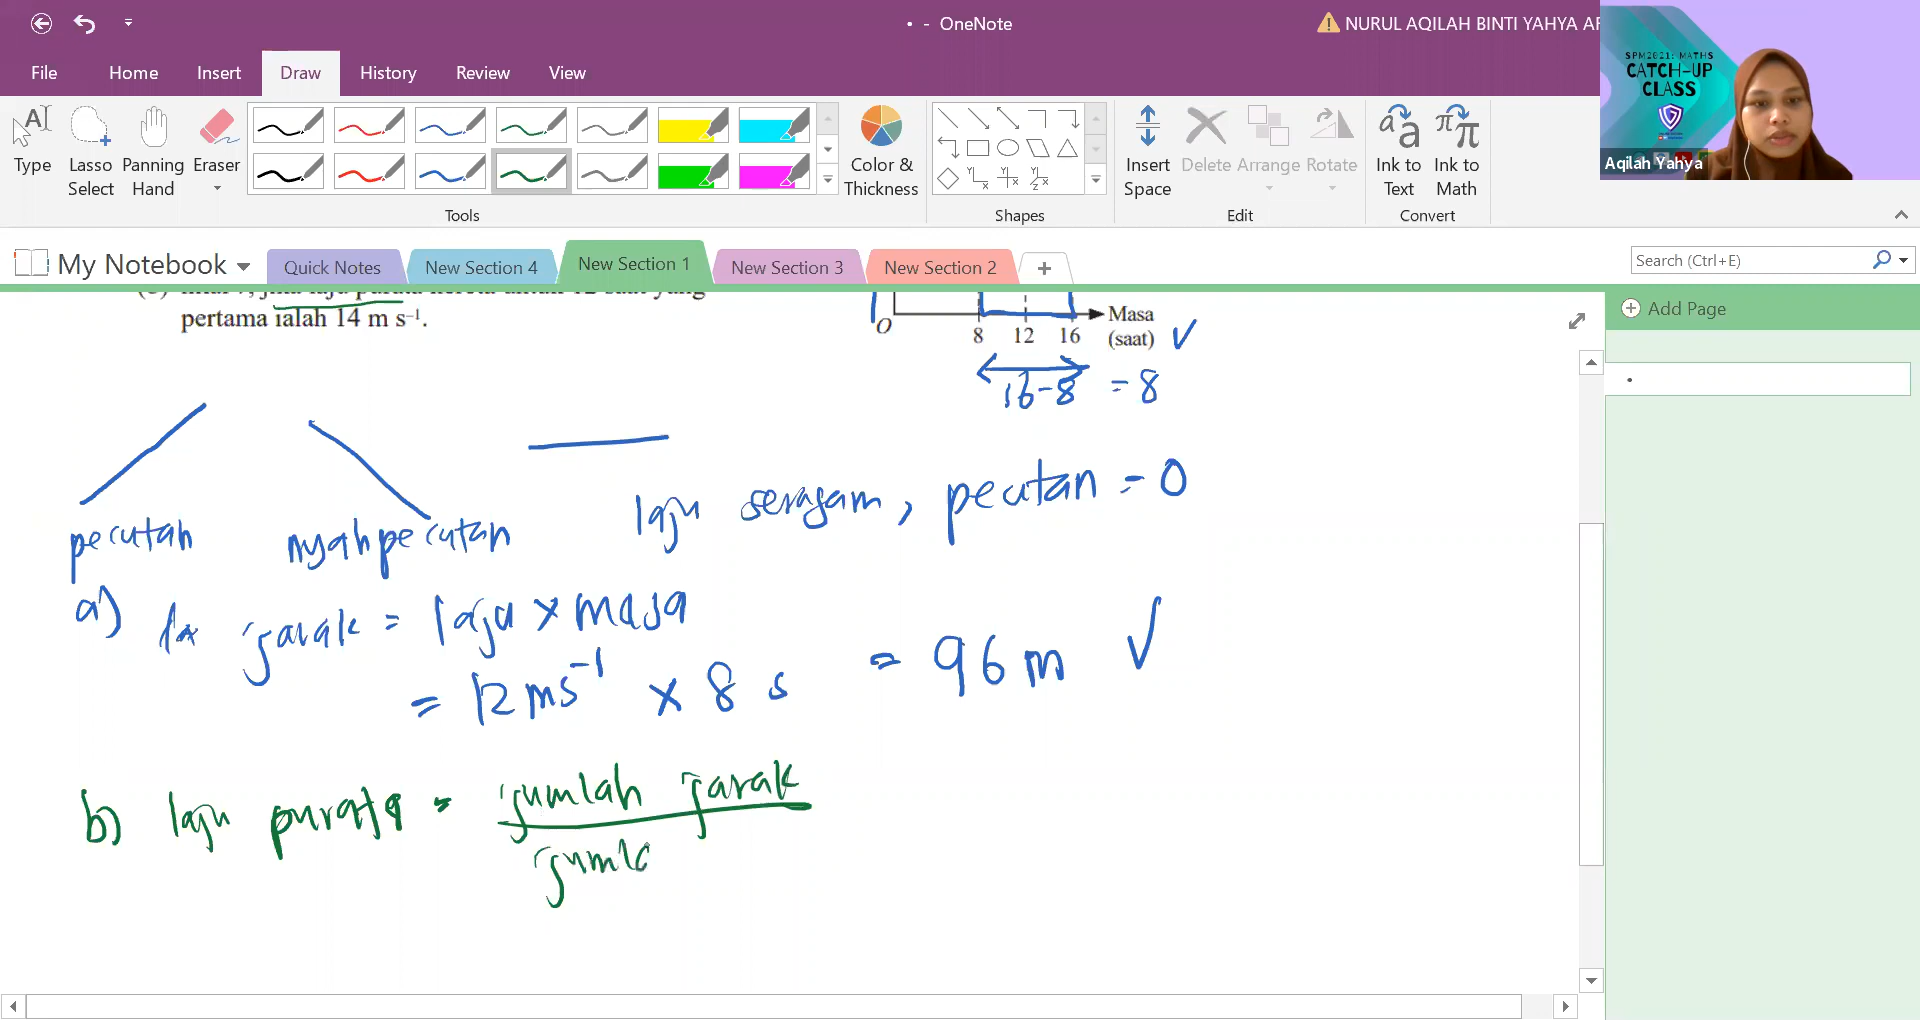 • - OneNote
NURUL AQILAH BINTI YAHYA AF
File Home Insert Draw History Review View
Type Lasso Select Panning Hand Eraser
Color & Thickness
Insert Space Delete Arrange Rotate
Ink to Text Ink to Math
Tools Shapes Edit Convert
SPM2021: MATHS
CATCH-UP
CLASS
Aqilah Yahya
My Notebook Quick Notes New Section 4 New Section 1 New Section 3 New Section 2 +
Search (Ctrl+E)
Add Page
pertama ialah 14 m s⁻¹.
O 8 12 16 Masa (saat) ✓
16-8 = 8
pecutan nyahpecutan laju seragam, pecutan = 0
a) jarak = laju × masa
= 12 ms⁻¹ × 8 s = 96 m ✓
b) laju purata = jumlah jarak
jumla